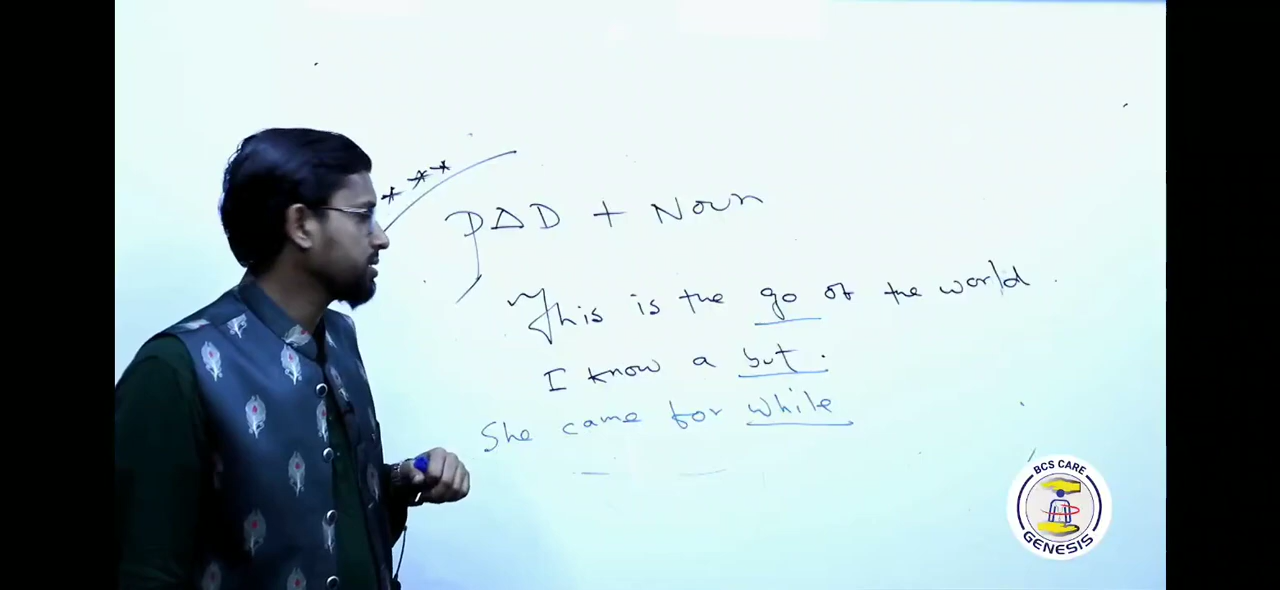 ***
PAD + Noun
This is the go of the world.
I know a but.
She came for while
BCS CARE
GENESIS